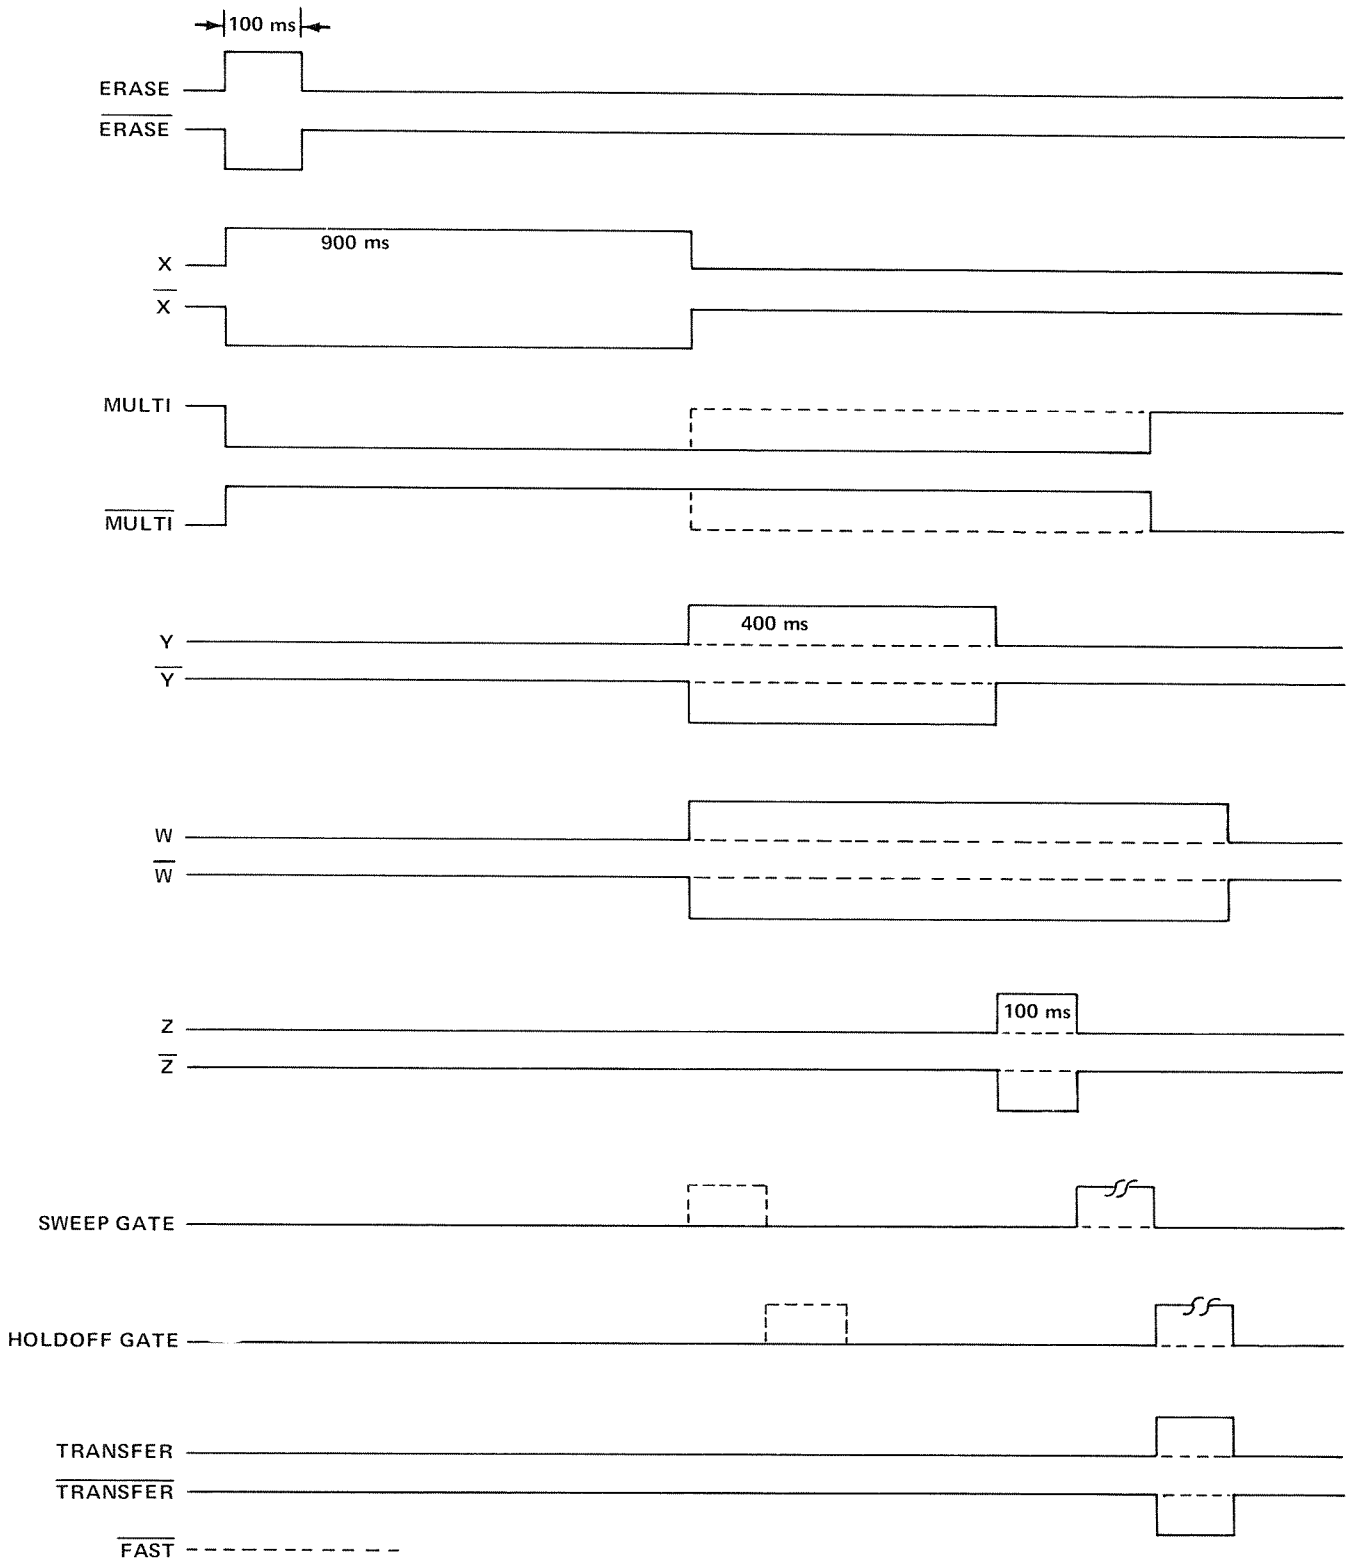 100 ms
ERASE
ERASE
900 ms
X
X
MULTI
MULTI
Y
400 ms
Y
W
W
Z
100 ms
Z
SWEEP GATE
HOLDOFF GATE
TRANSFER
TRANSFER
FAST